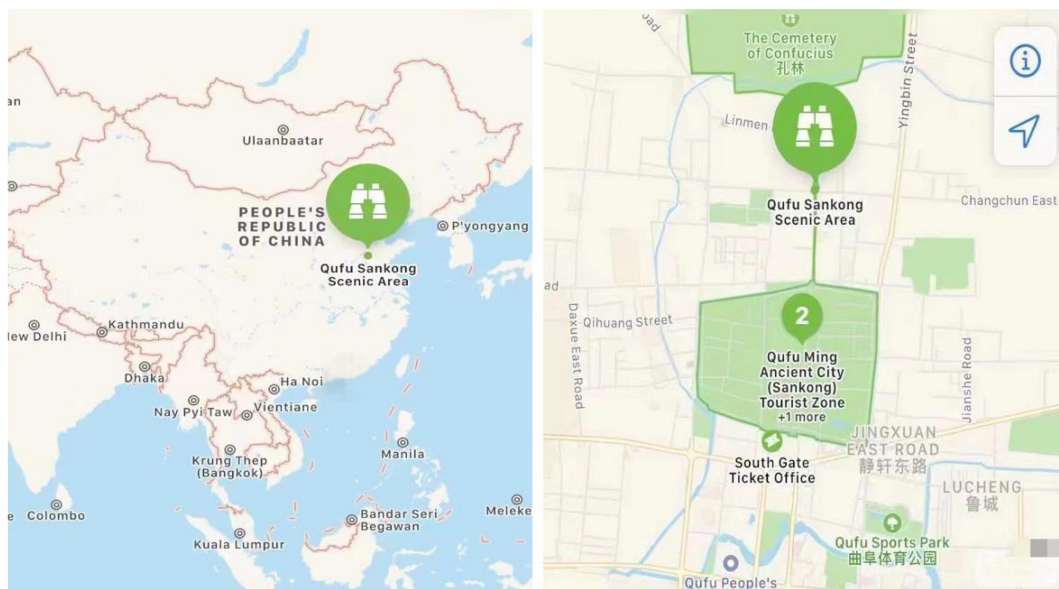 an
Ulaanbaatar
PEOPLE'S
REPUBLIC
OF CHINA
P'yongyang
Qufu Sankong
Scenic Area
Kathmandu
New Delhi
Dhaka
Ha Noi
Nay Pyi Taw
Vientiane
Krung Thep
(Bangkok)
Manila
Colombo
Bandar Seri
Begawan
Meleke
Kuala Lumpur
oad
The Cemetery
of Confucius
孔林
Yingbin Street
Linmen
Qufu Sankong
Scenic Area
Changchun East
ad
Daxue East Road
Qihuang Street
2
Qufu Ming
Ancient City
(Sankong)
Tourist Zone
+1 more
Jianshe Road
JINGXUAN
EAST ROAD
静轩东路
South Gate
Ticket Office
LUCHENG
鲁城
Qufu Sports Park
曲阜体育公园
Qufu People's